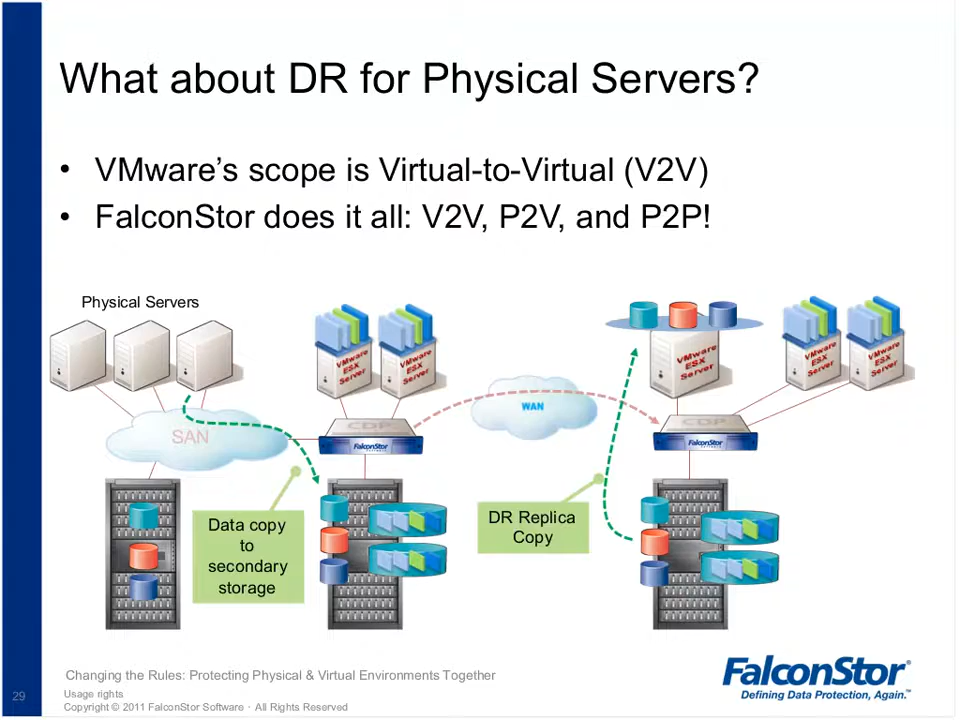 What about DR for Physical Servers?
• VMware’s scope is Virtual-to-Virtual (V2V)
• FalconStor does it all: V2V, P2V, and P2P!
Physical Servers
VMware
ESX
Server
VMware
ESX
Server
VMware
ESX
Server
VMware
ESX
Server
VMware
ESX
Server
WAN
SAN
CDP
FalconStor
CDP
FalconStor
Data copy
to
secondary
storage
DR Replica
Copy
Changing the Rules: Protecting Physical & Virtual Environments Together
29
Usage rights
Copyright © 2011 FalconStor Software · All Rights Reserved
FalconStor®
Defining Data Protection, Again.™